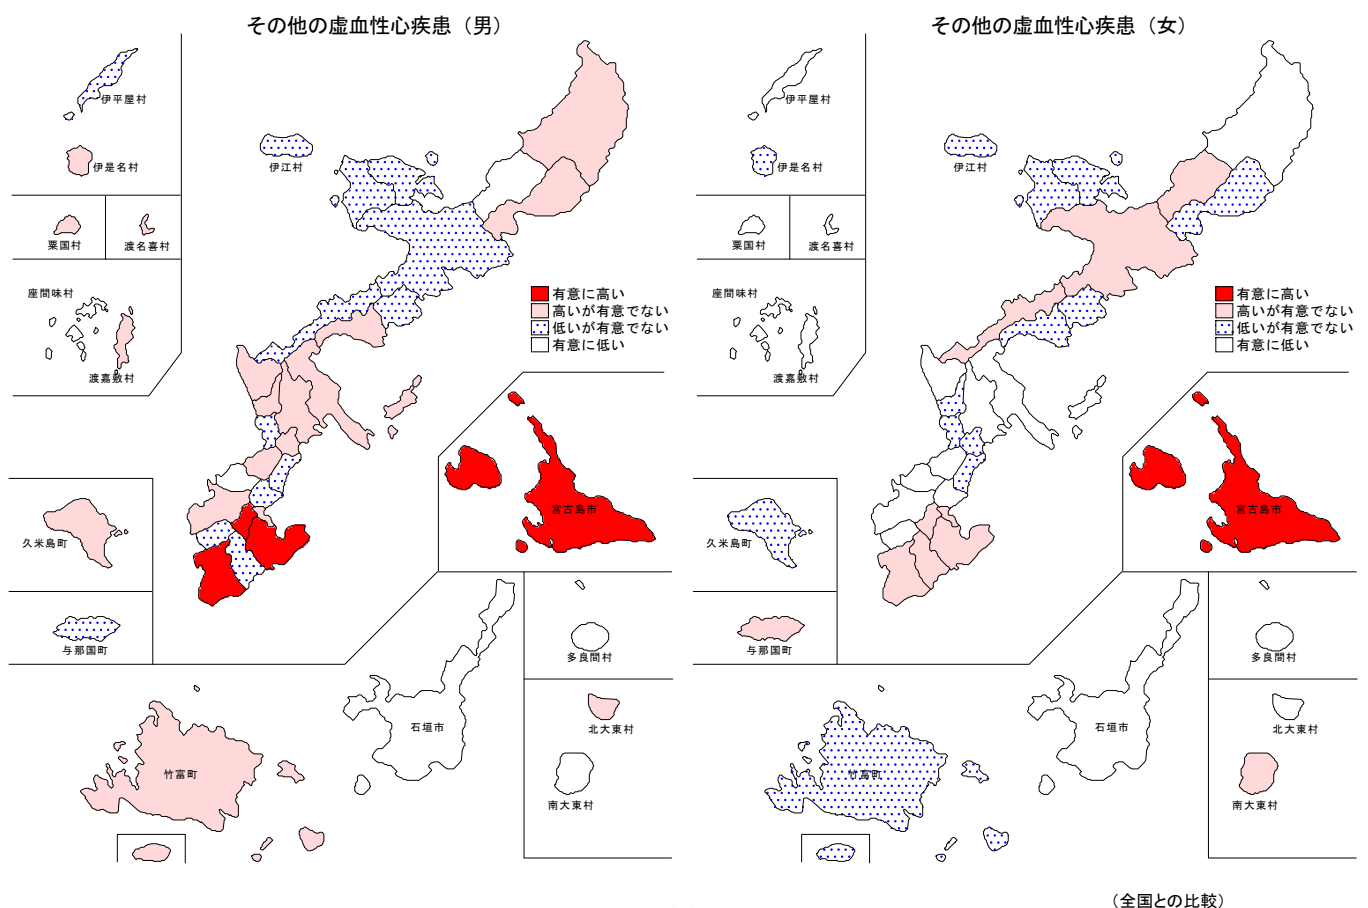 その他の虚血性心疾患（男）
伊平屋村
伊是名村
伊江村
粟国村
渡名喜村
座間味村
渡嘉敷村
有意に高い
高いが有意でない
低いが有意でない
有意に低い
宮古島市
久米島町
与那国町
多良間村
石垣市
北大東村
竹富町
南大東村
その他の虚血性心疾患（女）
伊平屋村
伊是名村
伊江村
粟国村
渡名喜村
座間味村
渡嘉敷村
有意に高い
高いが有意でない
低いが有意でない
有意に低い
宮古島市
久米島町
与那国町
多良間村
石垣市
北大東村
竹富町
南大東村
（全国との比較）